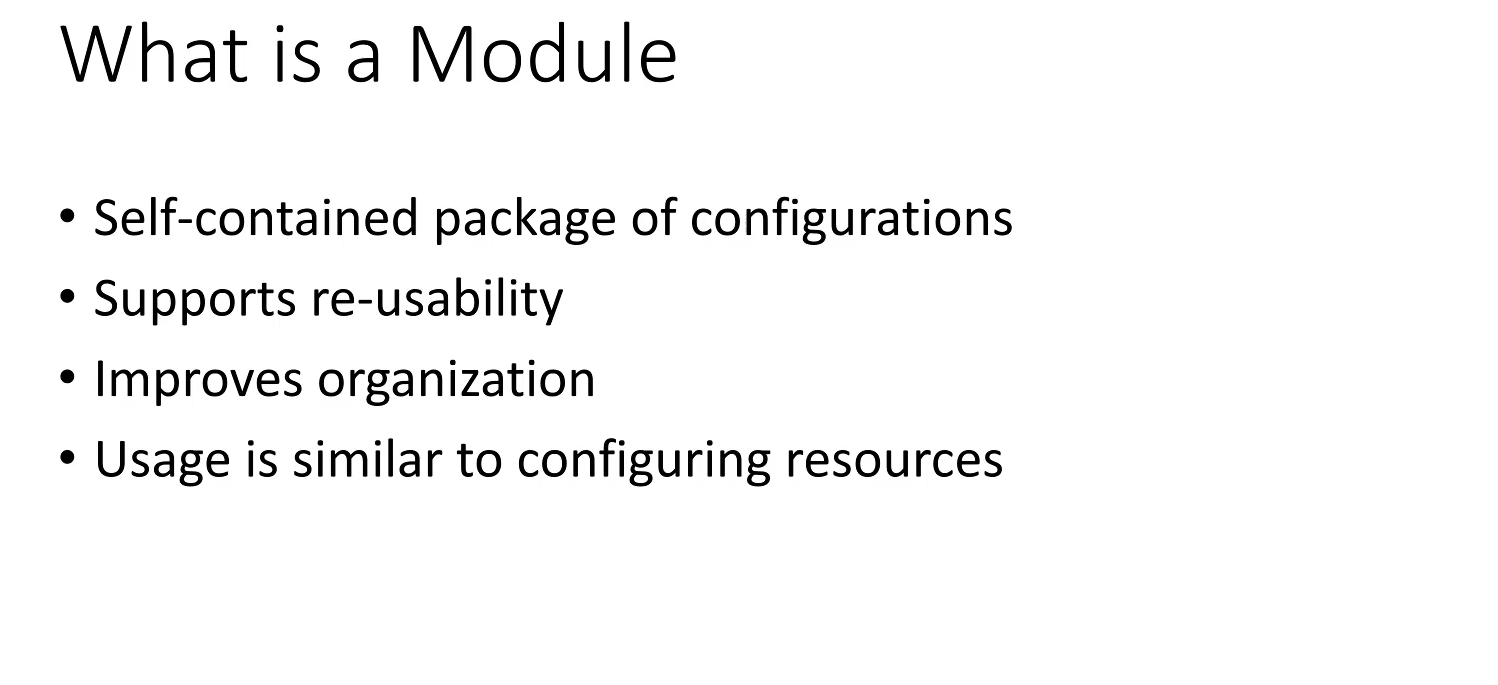 What is a Module
• Self-contained package of configurations
• Supports re-usability
• Improves organization
• Usage is similar to configuring resources